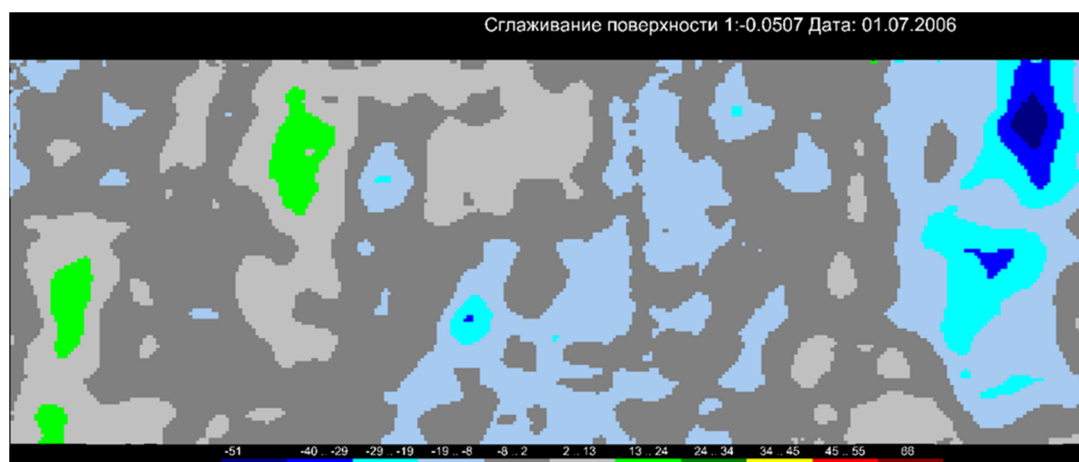 Сглаживание поверхности 1:-0.0507 Дата: 01.07.2006
-51 -40 .. -29 -29 .. -19 -19 .. -8 -8 .. 2 2 .. 13 13 .. 24 24 .. 34 34 .. 45 45 .. 55 66